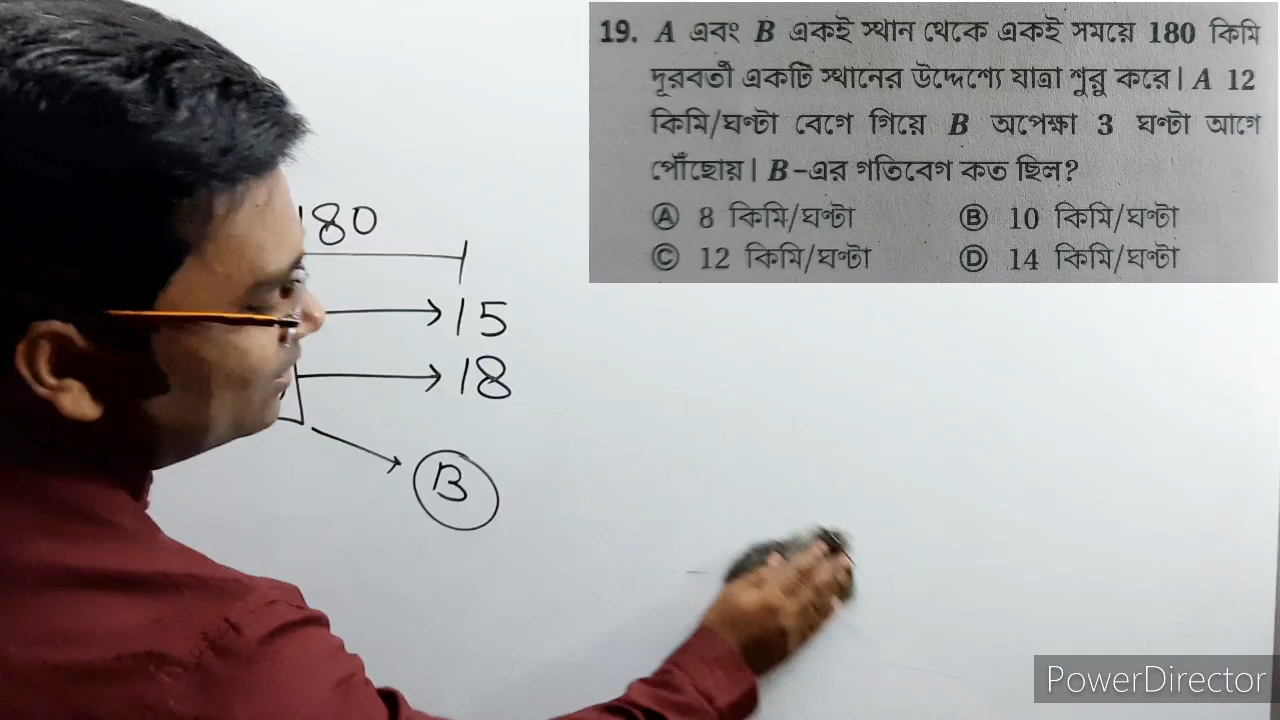 19. A এবং B একই স্থান থেকে একই সময়ে 180 কিমি
দূরবর্তী একটি স্থানের উদ্দেশ্যে যাত্রা শুরু করে। A 12
কিমি/ঘণ্টা বেগে গিয়ে B অপেক্ষা 3 ঘণ্টা আগে
পৌঁছোয়। B-এর গতিবেগ কত ছিল?
Ⓐ 8 কিমি/ঘণ্টা Ⓑ 10 কিমি/ঘণ্টা
Ⓒ 12 কিমি/ঘণ্টা Ⓓ 14 কিমি/ঘণ্টা
180
15
18
B
PowerDirector